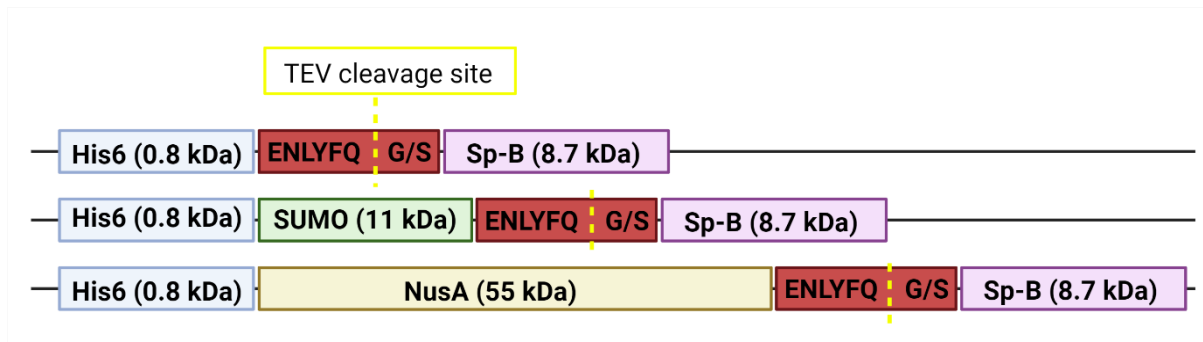 TEV cleavage site
His6 (0.8 kDa) ENLYFQ G/S Sp-B (8.7 kDa)
His6 (0.8 kDa) SUMO (11 kDa) ENLYFQ G/S Sp-B (8.7 kDa)
His6 (0.8 kDa) NusA (55 kDa) ENLYFQ G/S Sp-B (8.7 kDa)